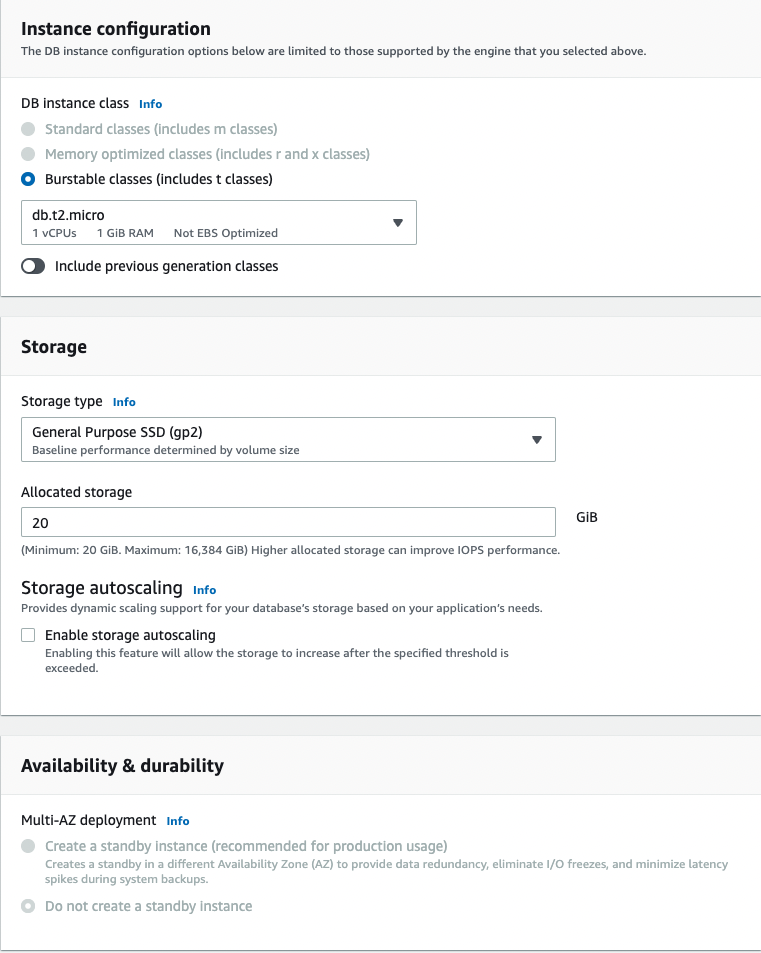 Instance configuration
The DB instance configuration options below are limited to those supported by the engine that you selected above.
DB instance class Info
Standard classes (includes m classes)
Memory optimized classes (includes r and x classes)
Burstable classes (includes t classes)
db.t2.micro
1 vCPUs 1 GiB RAM Not EBS Optimized
Include previous generation classes
Storage
Storage type Info
General Purpose SSD (gp2)
Baseline performance determined by volume size
Allocated storage
20
GiB
(Minimum: 20 GiB. Maximum: 16,384 GiB) Higher allocated storage can improve IOPS performance.
Storage autoscaling Info
Provides dynamic scaling support for your database's storage based on your application's needs.
Enable storage autoscaling
Enabling this feature will allow the storage to increase after the specified threshold is
exceeded.
Availability & durability
Multi-AZ deployment Info
Create a standby instance (recommended for production usage)
Creates a standby in a different Availability Zone (AZ) to provide data redundancy, eliminate I/O freezes, and minimize latency
spikes during system backups.
Do not create a standby instance